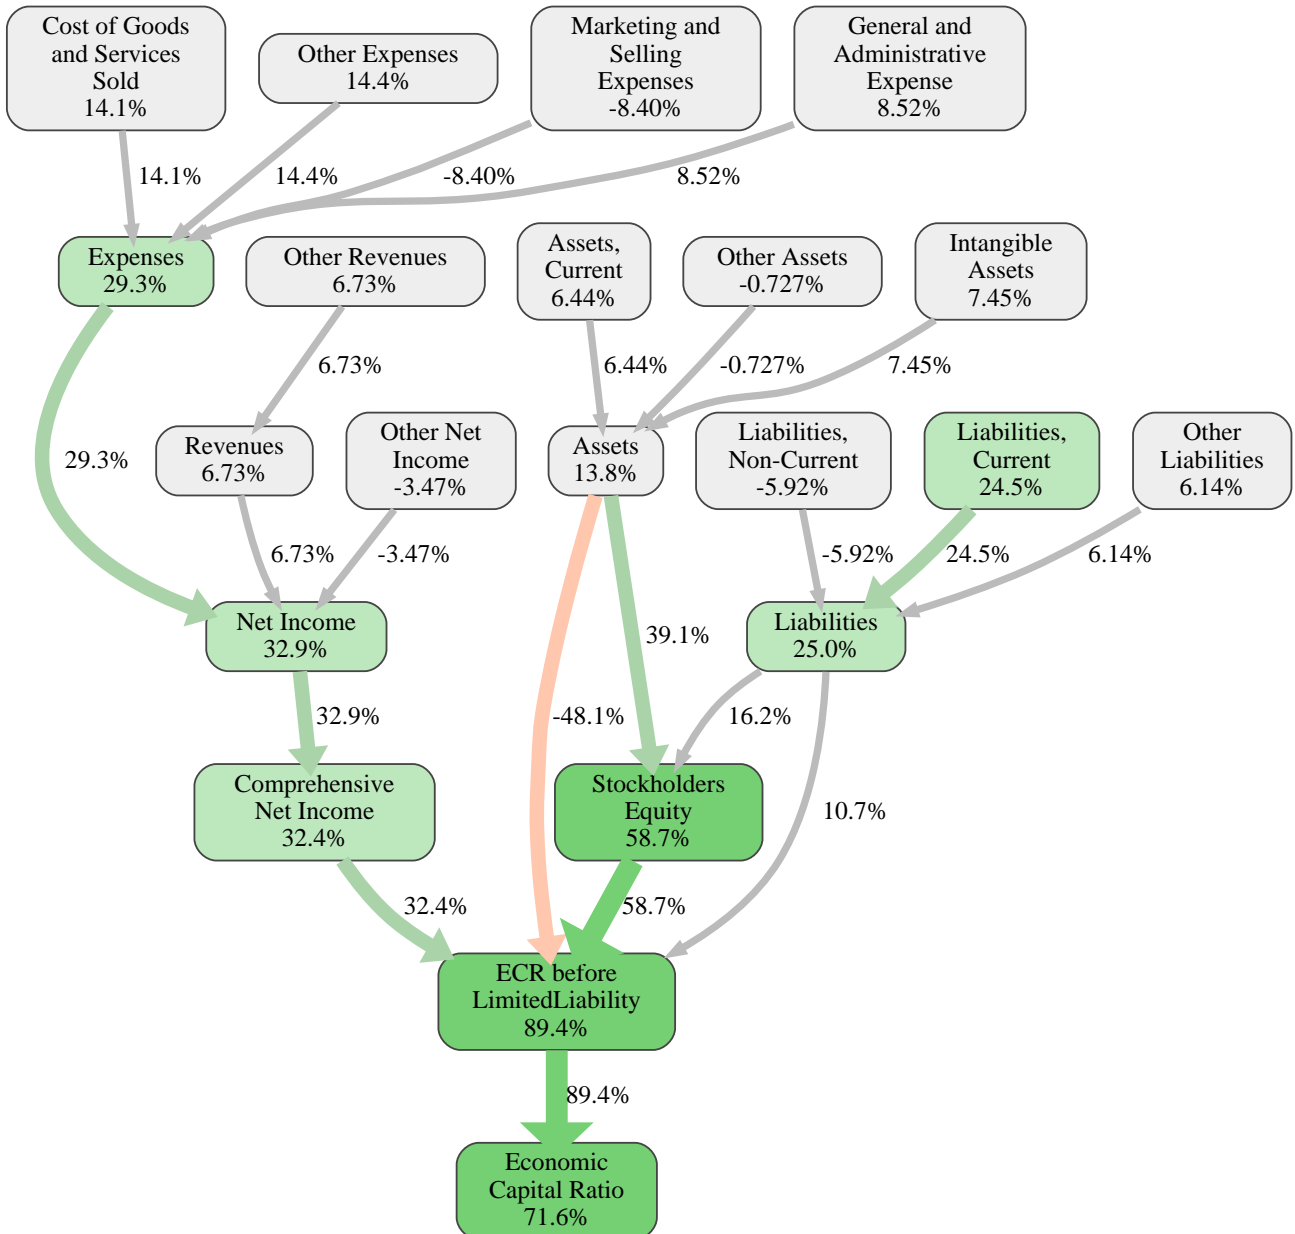 Cost of Goods
and Services
Sold
14.1%
Other Expenses
14.4%
Marketing and
Selling
Expenses
-8.40%
General and
Administrative
Expense
8.52%
14.1%
14.4%
-8.40%
8.52%
Expenses
29.3%
Other Revenues
6.73%
Assets,
Current
6.44%
Other Assets
-0.727%
Intangible
Assets
7.45%
6.73%
6.44%
-0.727%
7.45%
29.3%
Revenues
6.73%
Other Net
Income
-3.47%
Assets
13.8%
Liabilities,
Non-Current
-5.92%
Liabilities,
Current
24.5%
Other
Liabilities
6.14%
6.73%
-3.47%
-5.92%
24.5%
6.14%
Net Income
32.9%
39.1%
Liabilities
25.0%
32.9%
-48.1%
16.2%
Comprehensive
Net Income
32.4%
Stockholders
Equity
58.7%
10.7%
32.4%
58.7%
ECR before
LimitedLiability
89.4%
89.4%
Economic
Capital Ratio
71.6%